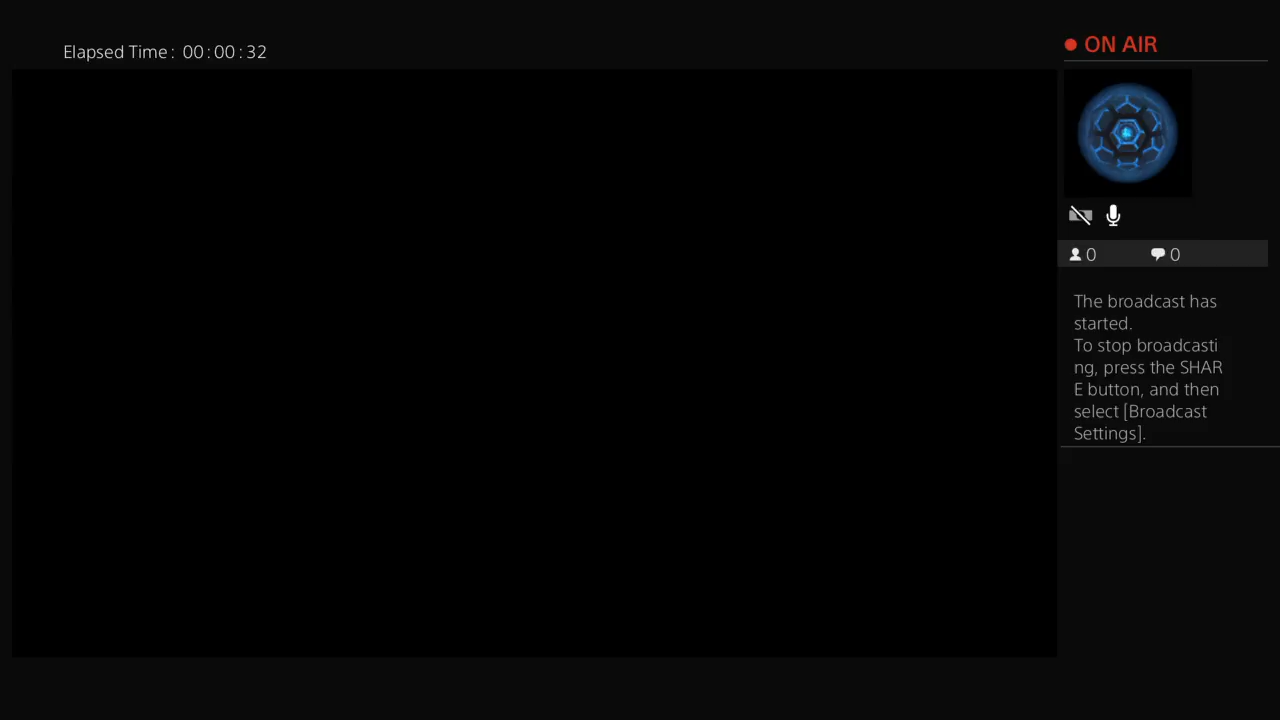 Elapsed Time: 00:00:32
ON AIR
0 0
The broadcast has
started.
To stop broadcasti
ng, press the SHAR
E button, and then
select [Broadcast
Settings].